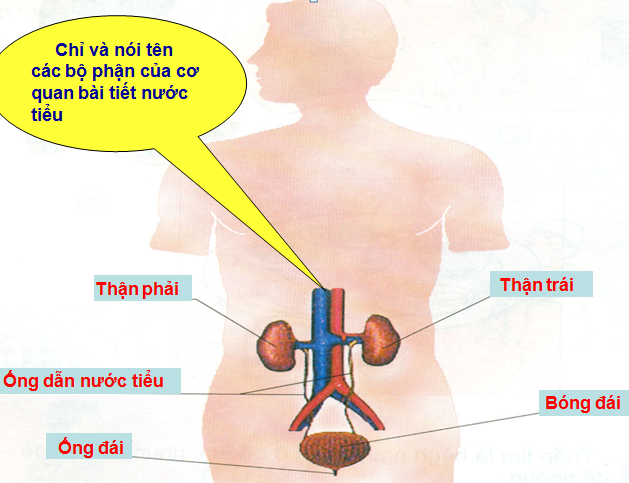 Chỉ và nói tên
các bộ phận của cơ
quan bài tiết nước
tiểu
Thận phải
Thận trái
Ống dẫn nước tiểu
Bóng đái
Ống đái